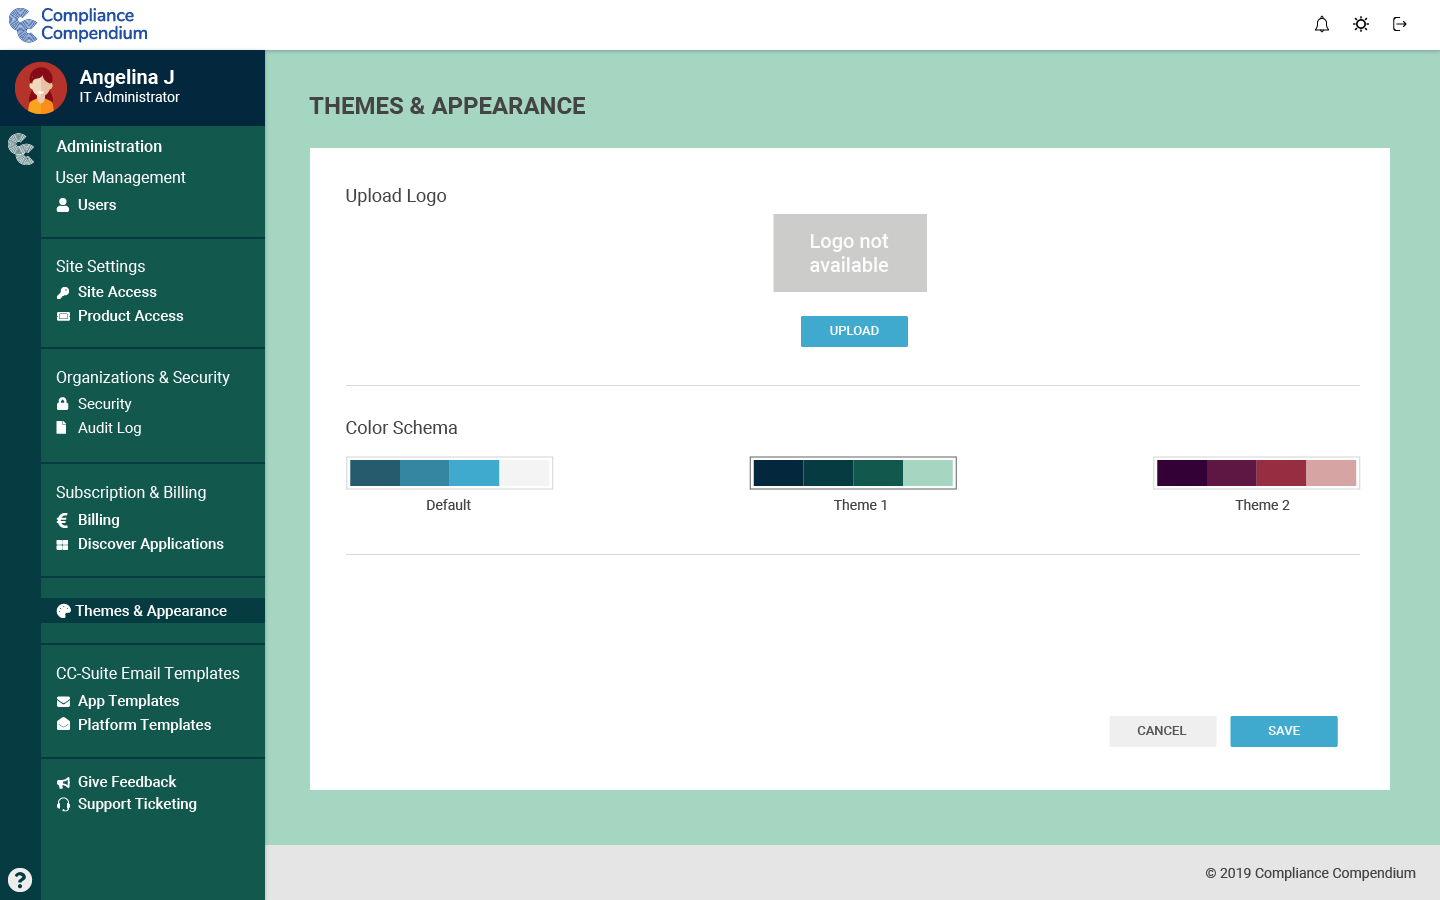 Compliance
Compendium
Angelina J
IT Administrator
Administration
User Management
Users
Site Settings
Site Access
Product Access
Organizations & Security
Security
Audit Log
Subscription & Billing
Billing
Discover Applications
Themes & Appearance
CC-Suite Email Templates
App Templates
Platform Templates
Give Feedback
Support Ticketing
THEMES & APPEARANCE
Upload Logo
Logo not
available
UPLOAD
Color Schema
Default
Theme 1
Theme 2
CANCEL
SAVE
© 2019 Compliance Compendium